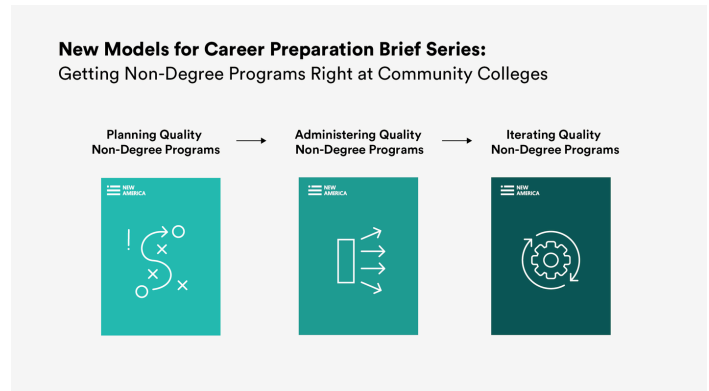 New Models for Career Preparation Brief Series:
Getting Non-Degree Programs Right at Community Colleges
Planning Quality
Non-Degree Programs
Administering Quality
Non-Degree Programs
Iterating Quality
Non-Degree Programs
NEW
AMERICA
NEW
AMERICA
NEW
AMERICA